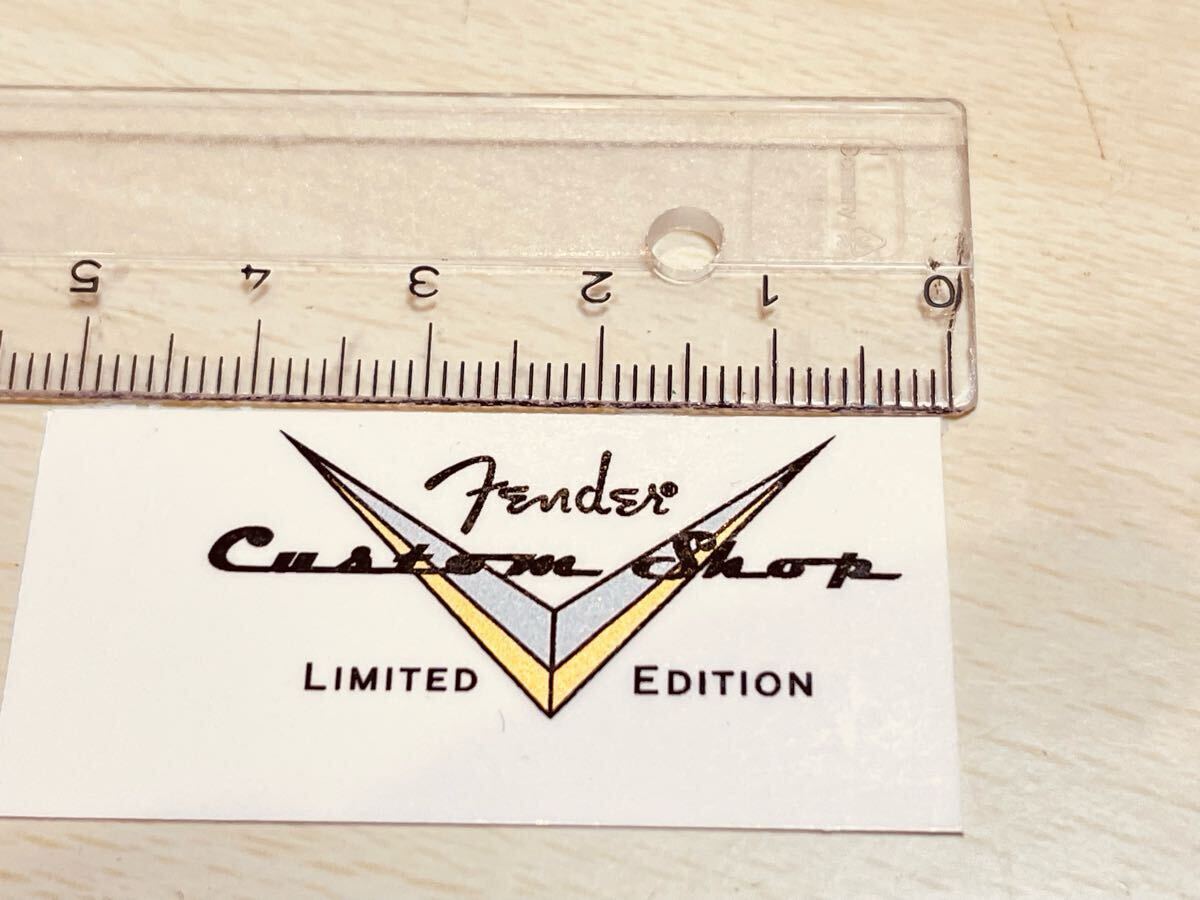 5 4 3 2 1 0
Fender®
Custom Shop
LIMITED EDITION